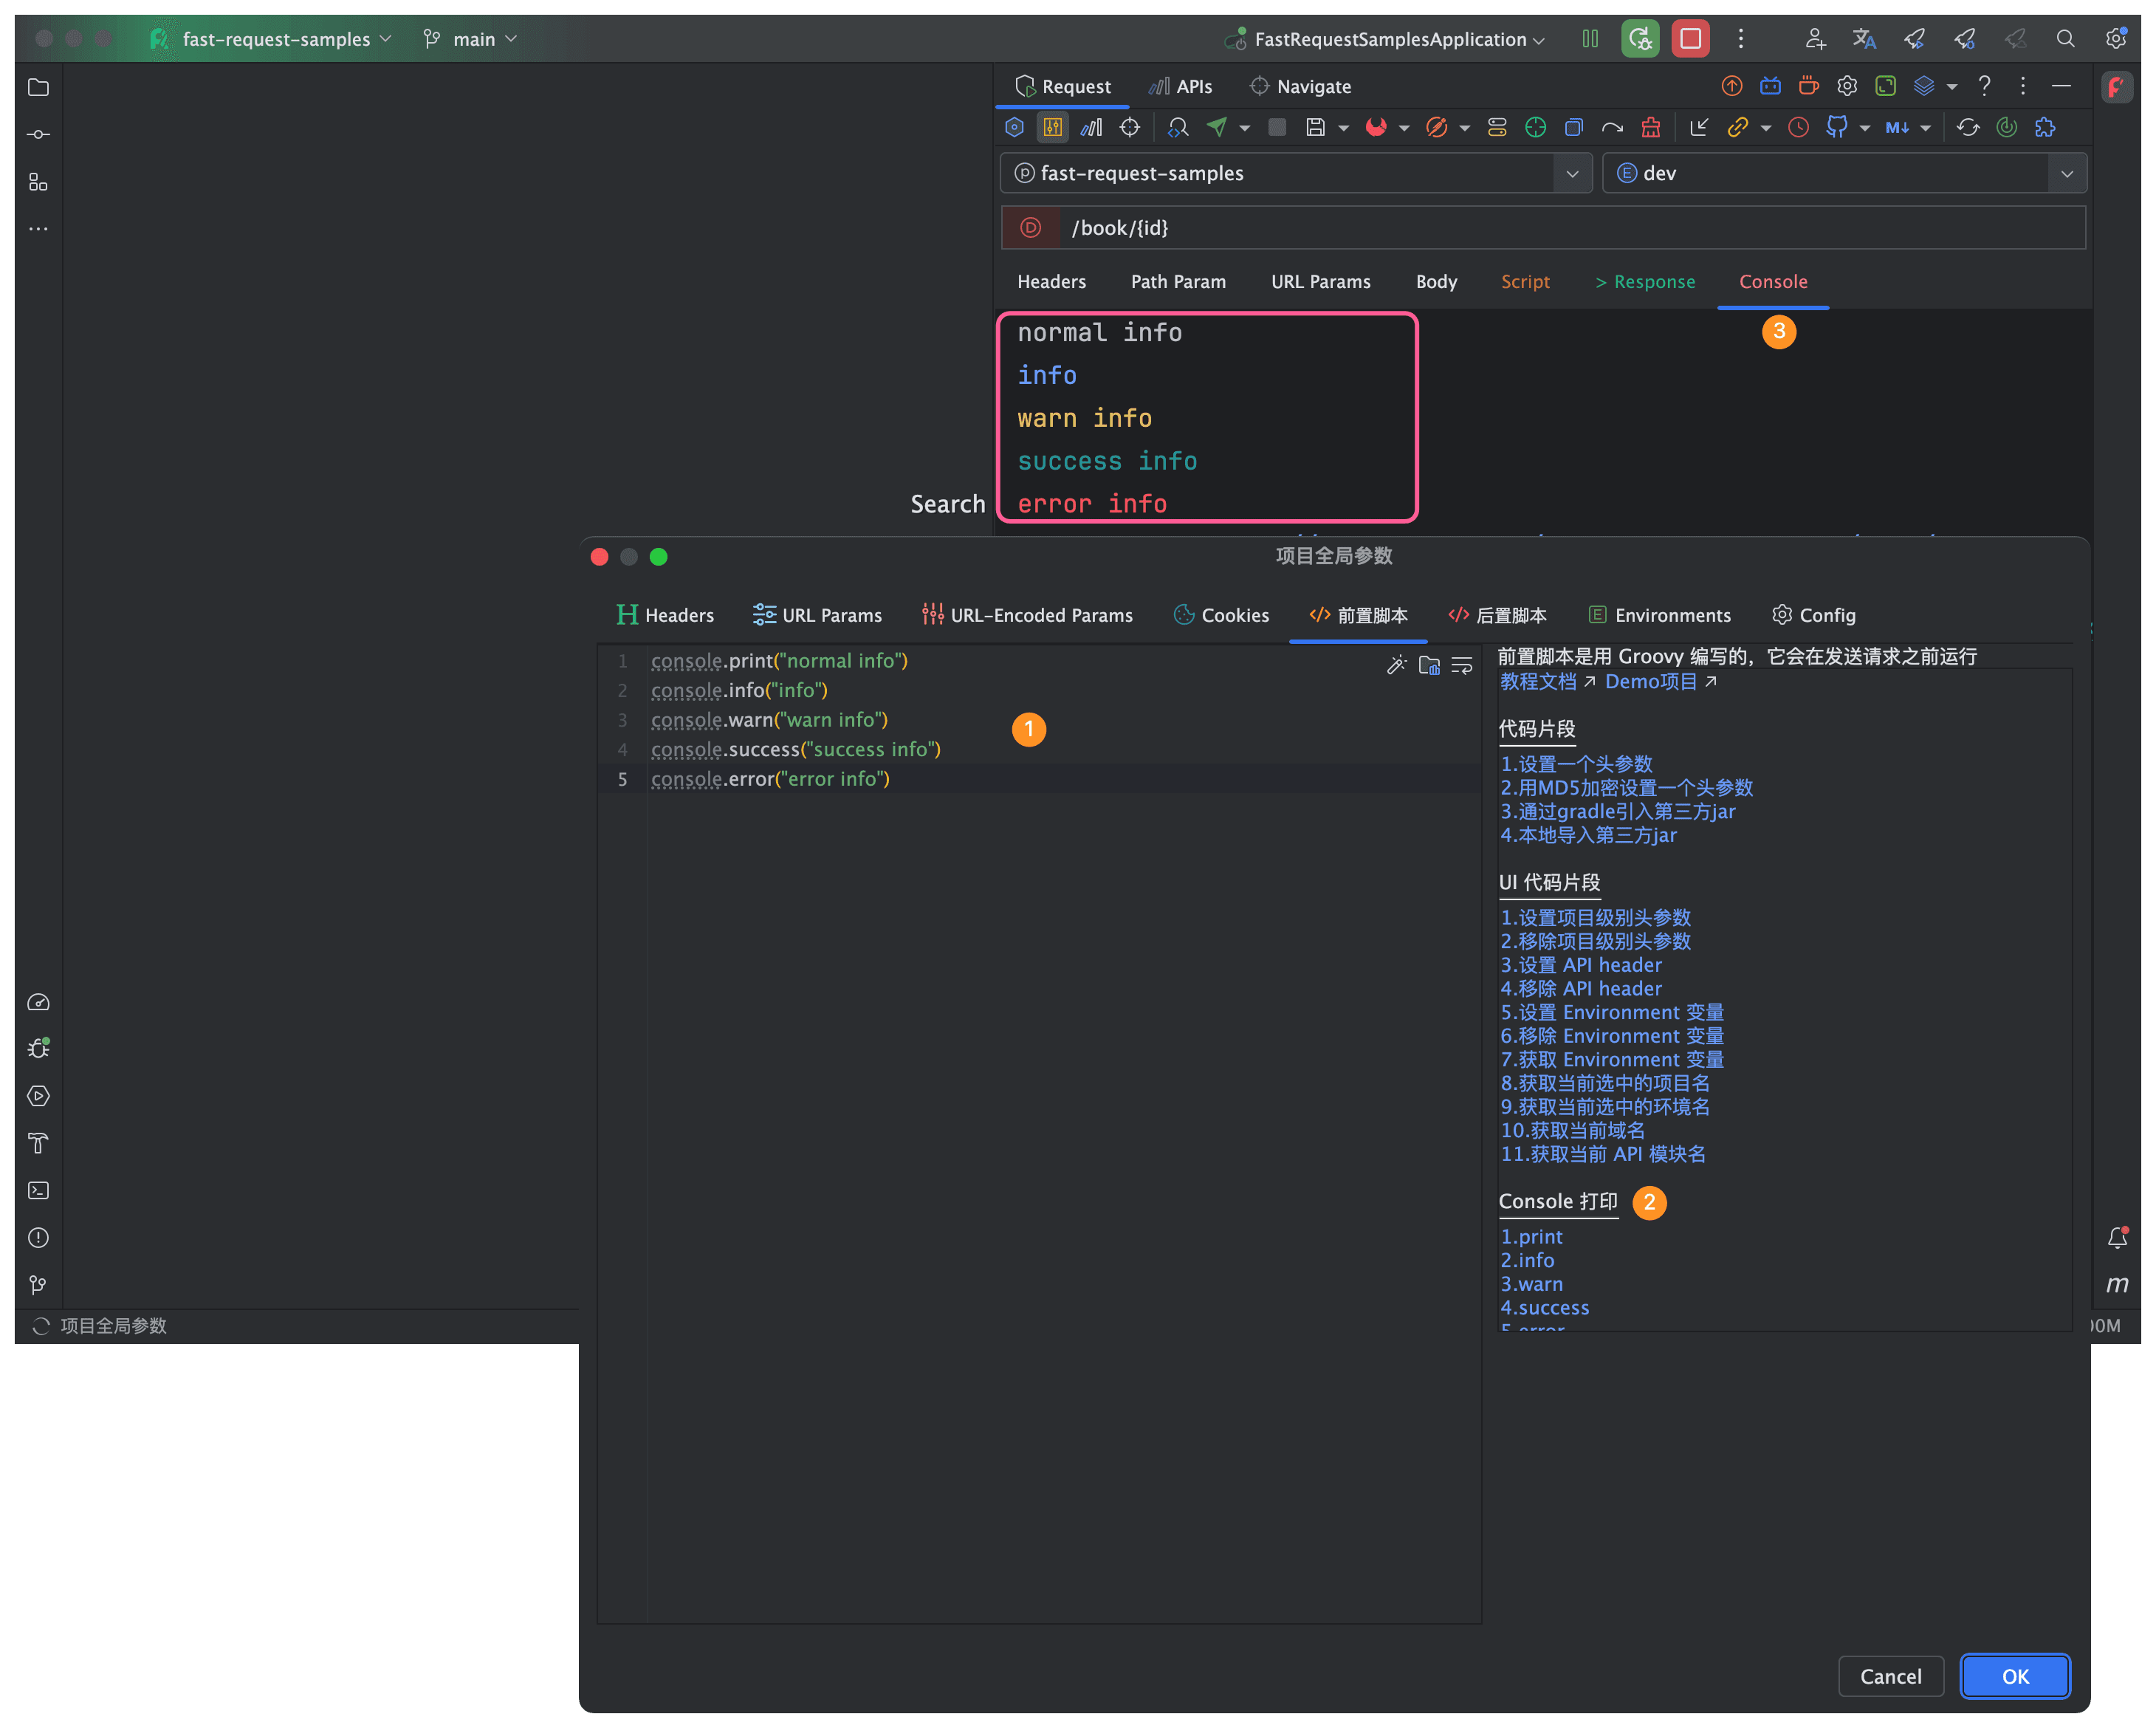 fast-request-samples
main
FastRequestSamplesApplication
Request
APIs
Navigate
M↓
fast-request-samples
E dev
D /book/{id}
Headers
Path Param
URL Params
Body
Script
> Response
Console
3
normal info
info
warn info
success info
error info
Search
项目全局参数
H Headers
URL Params
URL-Encoded Params
Cookies
</> 前置脚本
</> 后置脚本
E Environments
Config
1 console.print("normal info")
2 console.info("info")
3 console.warn("warn info")
4 console.success("success info")
5 console.error("error info")
1
前置脚本是用 Groovy 编写的，它会在发送请求之前运行
教程文档 ↗ Demo项目 ↗
代码片段
1.设置一个头参数
2.用MD5加密设置一个头参数
3.通过gradle引入第三方jar
4.本地导入第三方jar
UI 代码片段
1.设置项目级别头参数
2.移除项目级别头参数
3.设置 API header
4.移除 API header
5.设置 Environment 变量
6.移除 Environment 变量
7.获取 Environment 变量
8.获取当前选中的项目名
9.获取当前选中的环境名
10.获取当前域名
11.获取当前 API 模块名
Console 打印 2
1.print
2.info
3.warn
4.success
5.error
m
项目全局参数
00M
Cancel
OK